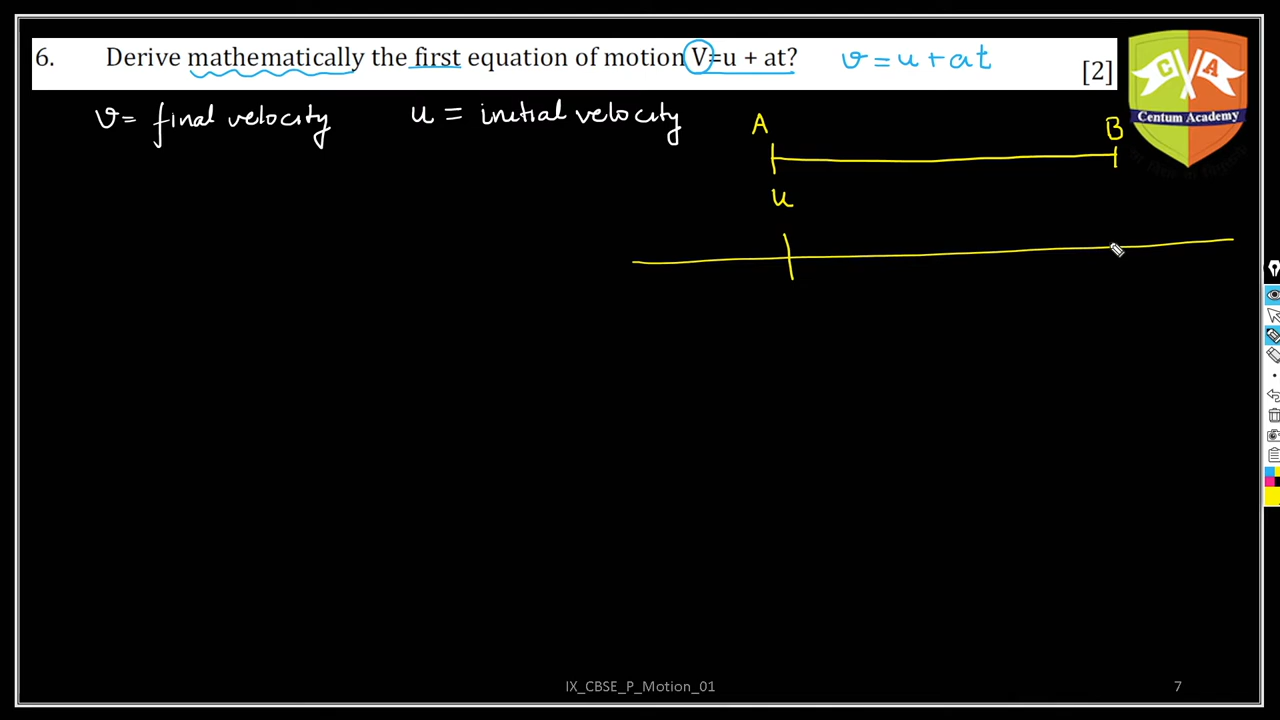 6. Derive mathematically the first equation of motion V=u + at? v = u + at
[2]
v = final velocity u = initial velocity
A B
u
C A
Centum Academy
IX_CBSE_P_Motion_01 7